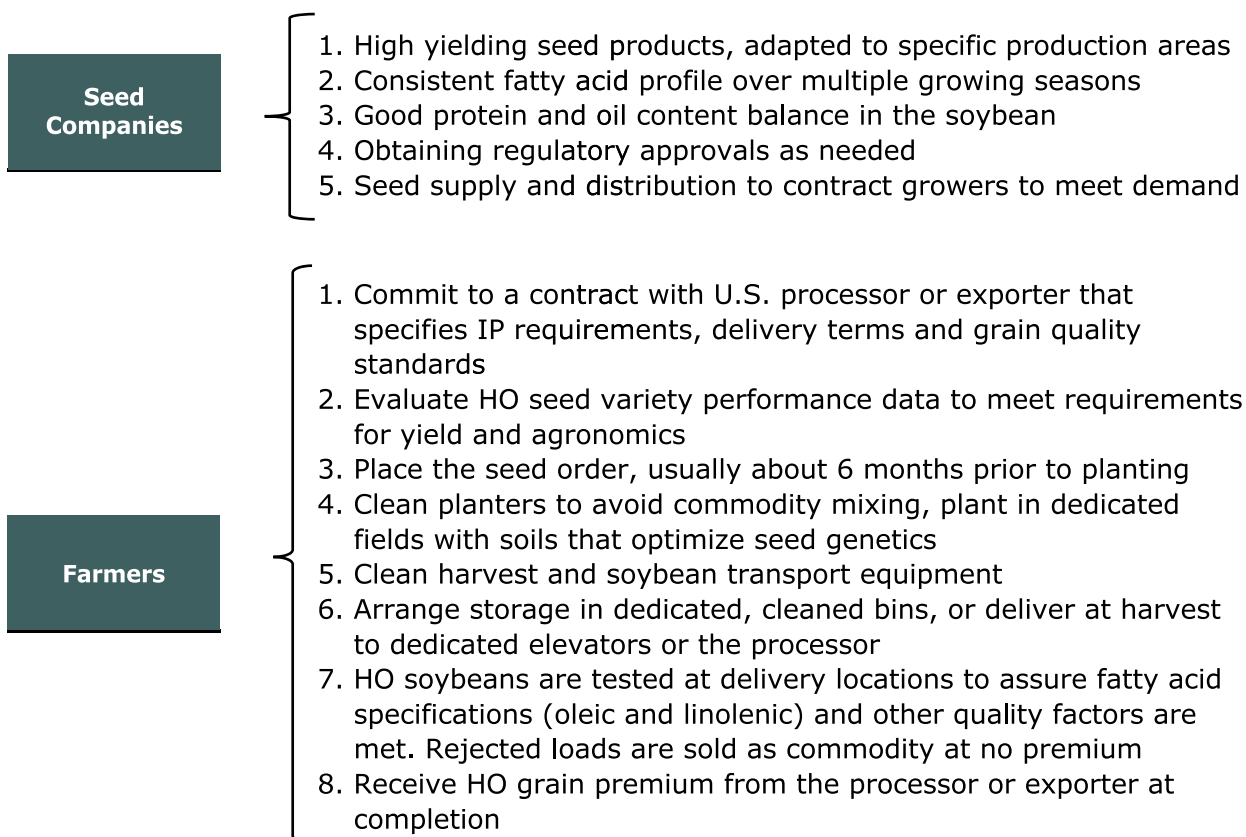 Seed
Companies
1. High yielding seed products, adapted to specific production areas
2. Consistent fatty acid profile over multiple growing seasons
3. Good protein and oil content balance in the soybean
4. Obtaining regulatory approvals as needed
5. Seed supply and distribution to contract growers to meet demand
Farmers
1. Commit to a contract with U.S. processor or exporter that
specifies IP requirements, delivery terms and grain quality
standards
2. Evaluate HO seed variety performance data to meet requirements
for yield and agronomics
3. Place the seed order, usually about 6 months prior to planting
4. Clean planters to avoid commodity mixing, plant in dedicated
fields with soils that optimize seed genetics
5. Clean harvest and soybean transport equipment
6. Arrange storage in dedicated, cleaned bins, or deliver at harvest
to dedicated elevators or the processor
7. HO soybeans are tested at delivery locations to assure fatty acid
specifications (oleic and linolenic) and other quality factors are
met. Rejected loads are sold as commodity at no premium
8. Receive HO grain premium from the processor or exporter at
completion